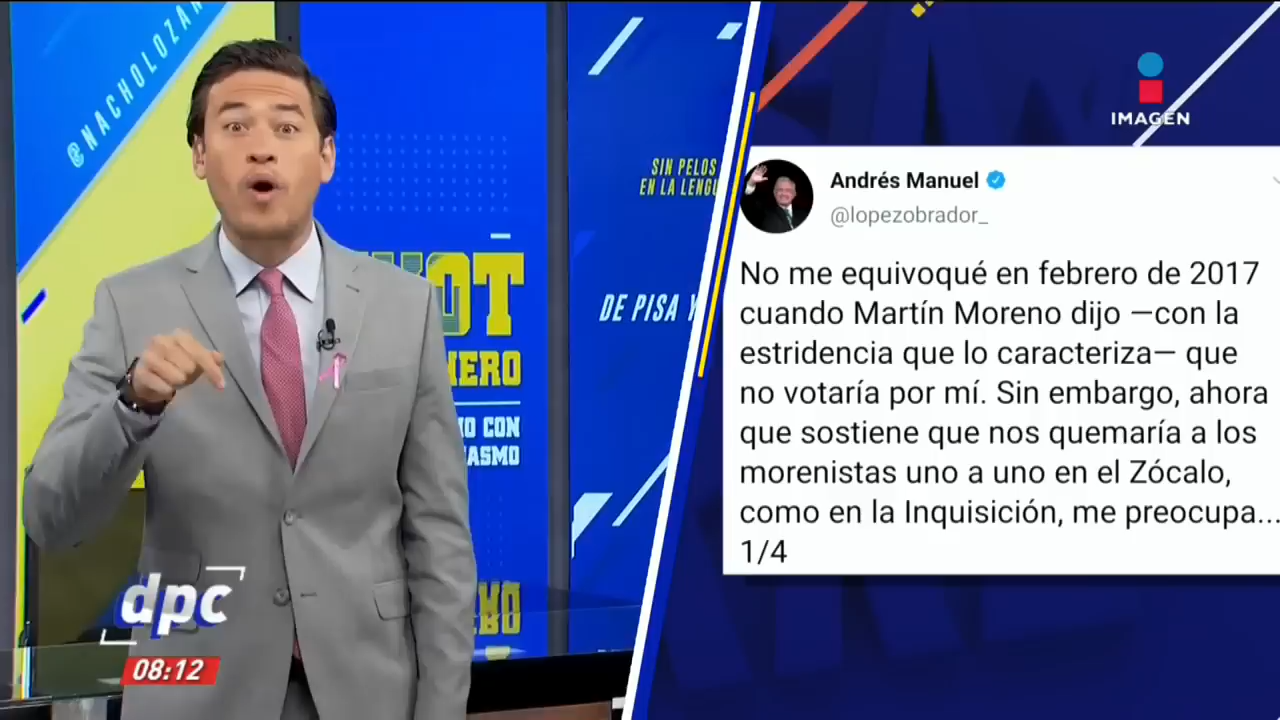 @NACHOLOZAN
SIN PELOS
EN LA LENGU
DE PISA Y
IMAGEN
Andrés Manuel
@lopezobrador_
No me equivoqué en febrero de 2017
cuando Martín Moreno dijo —con la
estridencia que lo caracteriza— que
no votaría por mí. Sin embargo, ahora
que sostiene que nos quemaría a los
morenistas uno a uno en el Zócalo,
como en la Inquisición, me preocupa...
1/4
dpc
08:12